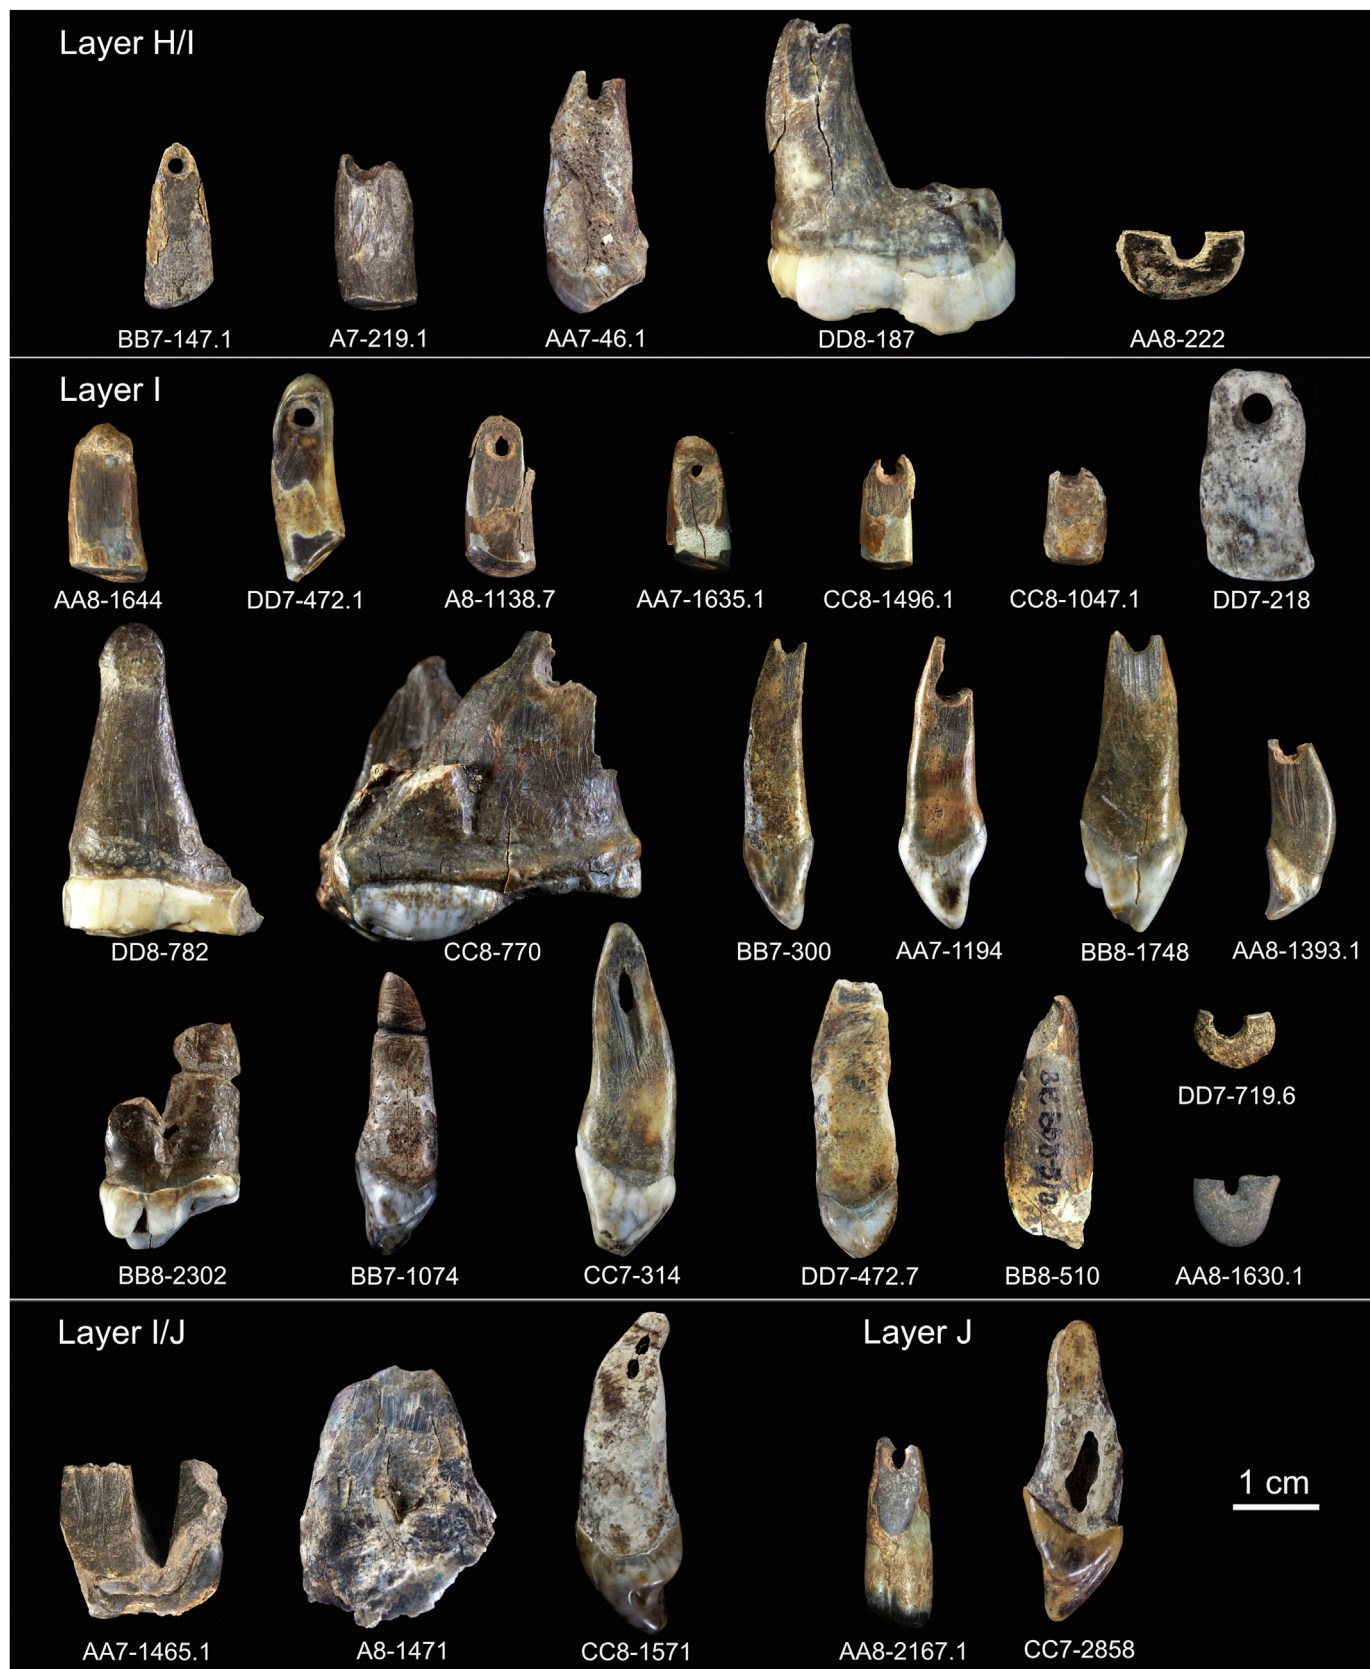 Layer H/I
BB7-147.1 A7-219.1 AA7-46.1 DD8-187 AA8-222
Layer I
AA8-1644 DD7-472.1 A8-1138.7 AA7-1635.1 CC8-1496.1 CC8-1047.1 DD7-218
DD8-782 CC8-770 BB7-300 AA7-1194 BB8-1748 AA8-1393.1
DD7-719.6
BB8-2302 BB7-1074 CC7-314 DD7-472.7 BB8-510 AA8-1630.1
Layer I/J Layer J
1 cm
AA7-1465.1 A8-1471 CC8-1571 AA8-2167.1 CC7-2858